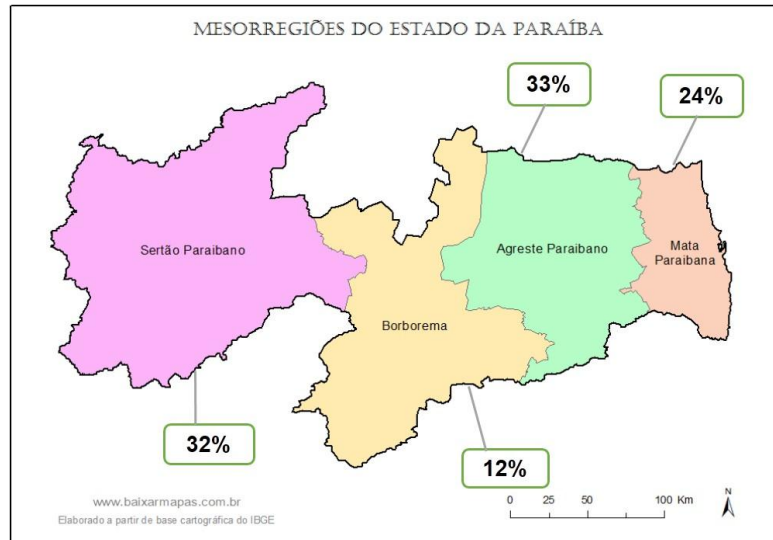 MESORREGIÕES DO ESTADO DA PARAÍBA
33%
24%
Sertão Paraibano
Agreste Paraibano
Mata
Paraibana
Borborema
32%
12%
www.baixarmapas.com.br
Elaborado a partir de base cartográfica do IBGE
0 25 50 100 Km
N